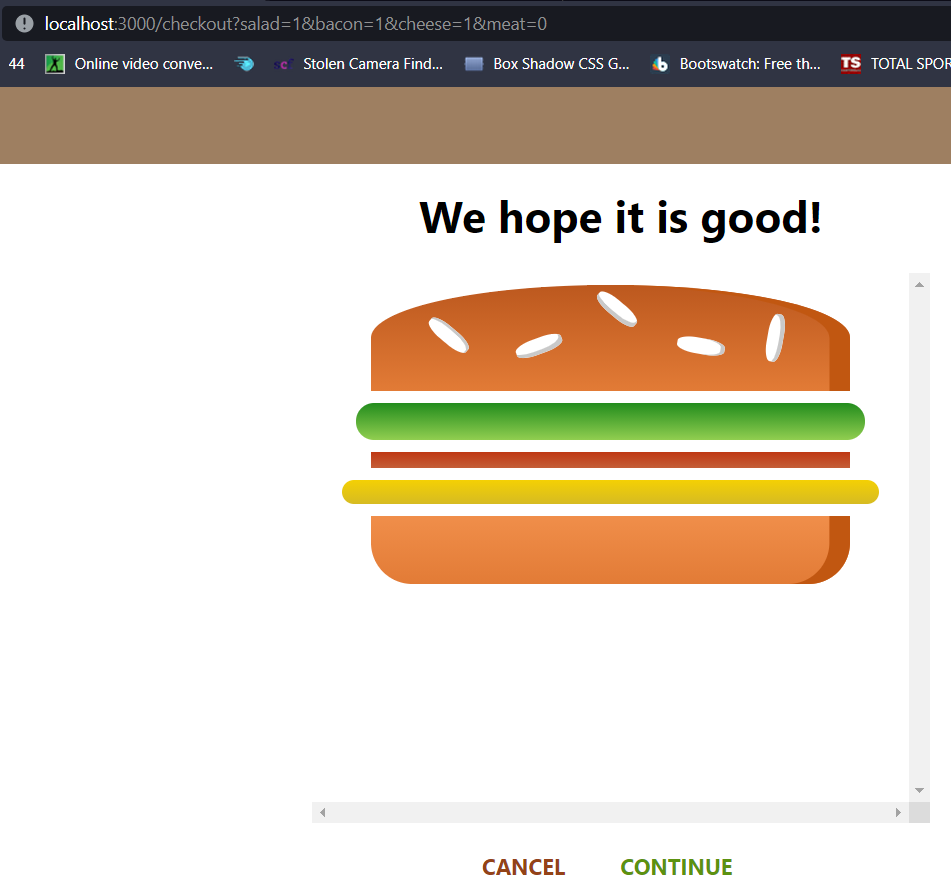 localhost:3000/checkout?salad=1&bacon=1&cheese=1&meat=0
44 Online video conve... scf Stolen Camera Find... Box Shadow CSS G... b Bootswatch: Free th... TS TOTAL SPOR
We hope it is good!
CANCEL CONTINUE